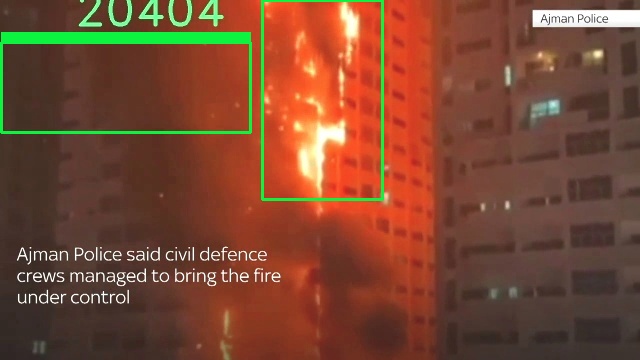 20404
Ajman Police
Ajman Police said civil defence
crews managed to bring the fire
under control